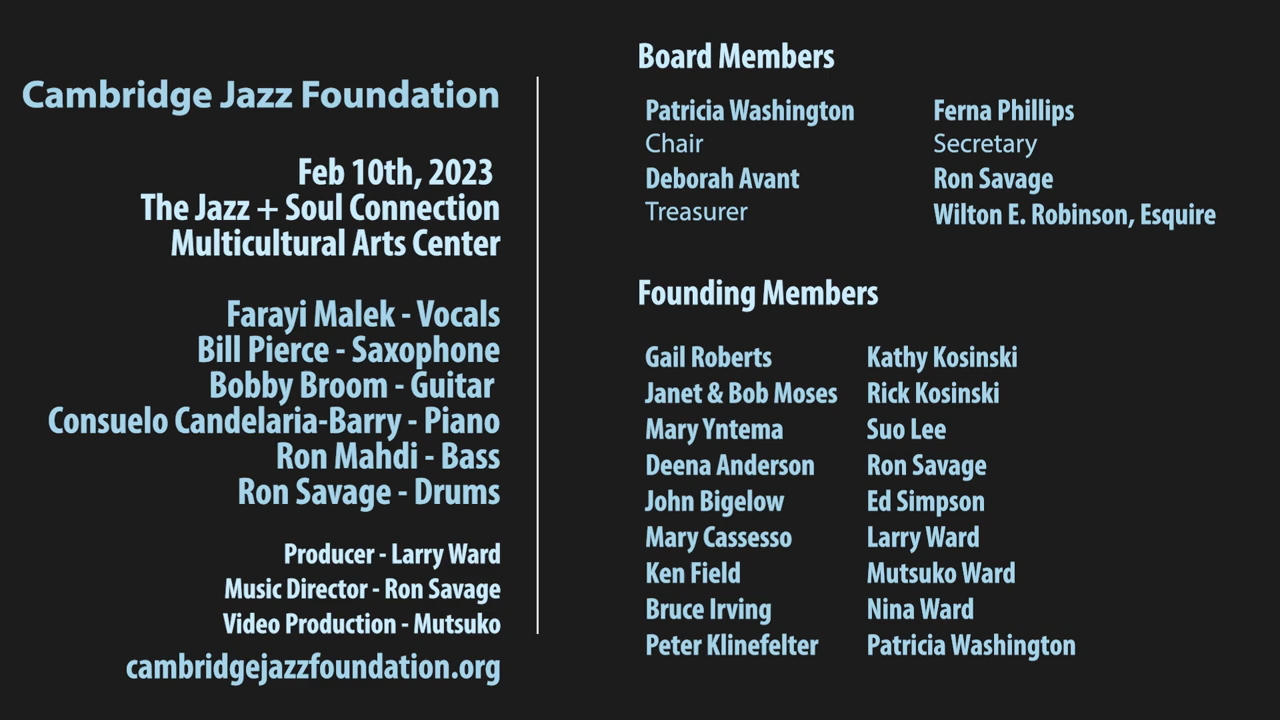 Cambridge Jazz Foundation
Feb 10th, 2023
The Jazz + Soul Connection
Multicultural Arts Center
Farayi Malek - Vocals
Bill Pierce - Saxophone
Bobby Broom - Guitar
Consuelo Candelaria-Barry - Piano
Ron Mahdi - Bass
Ron Savage - Drums
Producer - Larry Ward
Music Director - Ron Savage
Video Production - Mutsuko
cambridgejazzfoundation.org
Board Members
Patricia Washington
Chair
Deborah Avant
Treasurer
Ferna Phillips
Secretary
Ron Savage
Wilton E. Robinson, Esquire
Founding Members
Gail Roberts
Janet & Bob Moses
Mary Yntema
Deena Anderson
John Bigelow
Mary Cassesso
Ken Field
Bruce Irving
Peter Klinefelter
Kathy Kosinski
Rick Kosinski
Suo Lee
Ron Savage
Ed Simpson
Larry Ward
Mutsuko Ward
Nina Ward
Patricia Washington